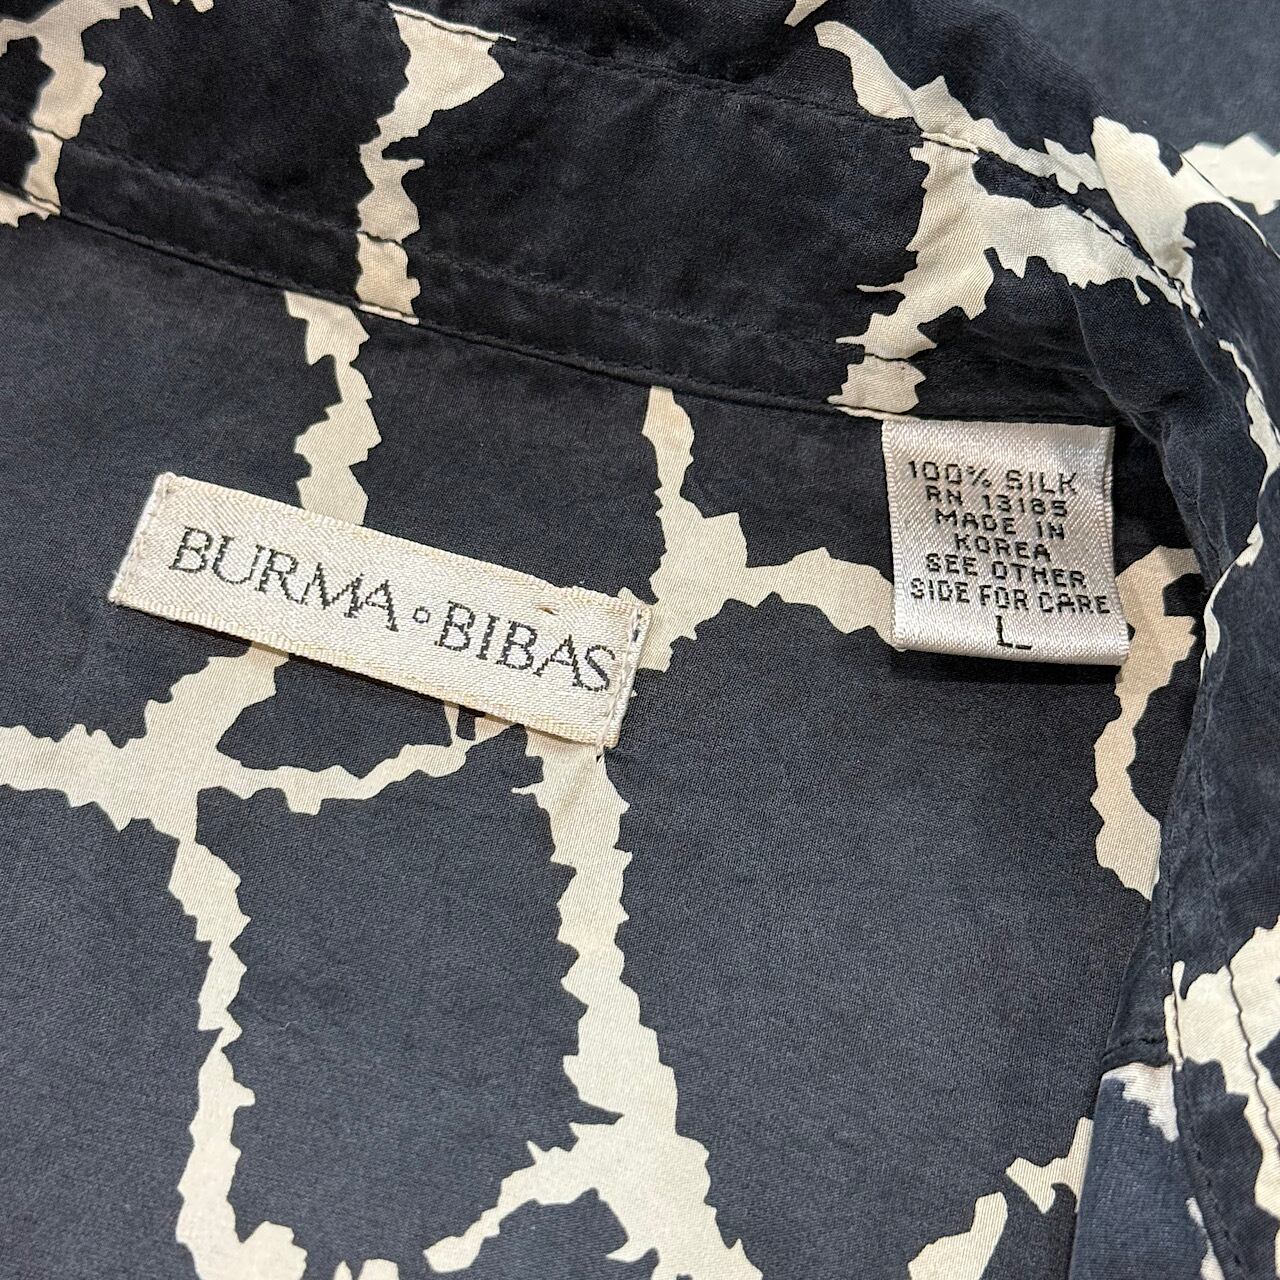 BURMA ∘ BIBAS
100% SILK
RN 13185
MADE IN
KOREA
SEE OTHER
SIDE FOR CARE
L